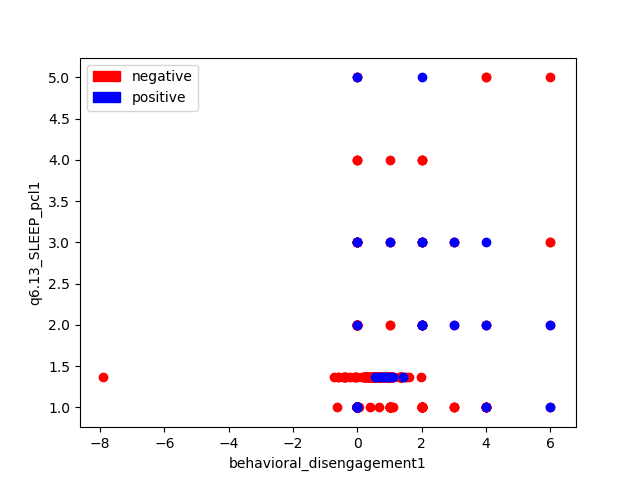 negative
positive
5.0
4.5
4.0
3.5
3.0
2.5
2.0
1.5
1.0
q6.13_SLEEP_pcl1
−8 −6 −4 −2 0 2 4 6
behavioral_disengagement1